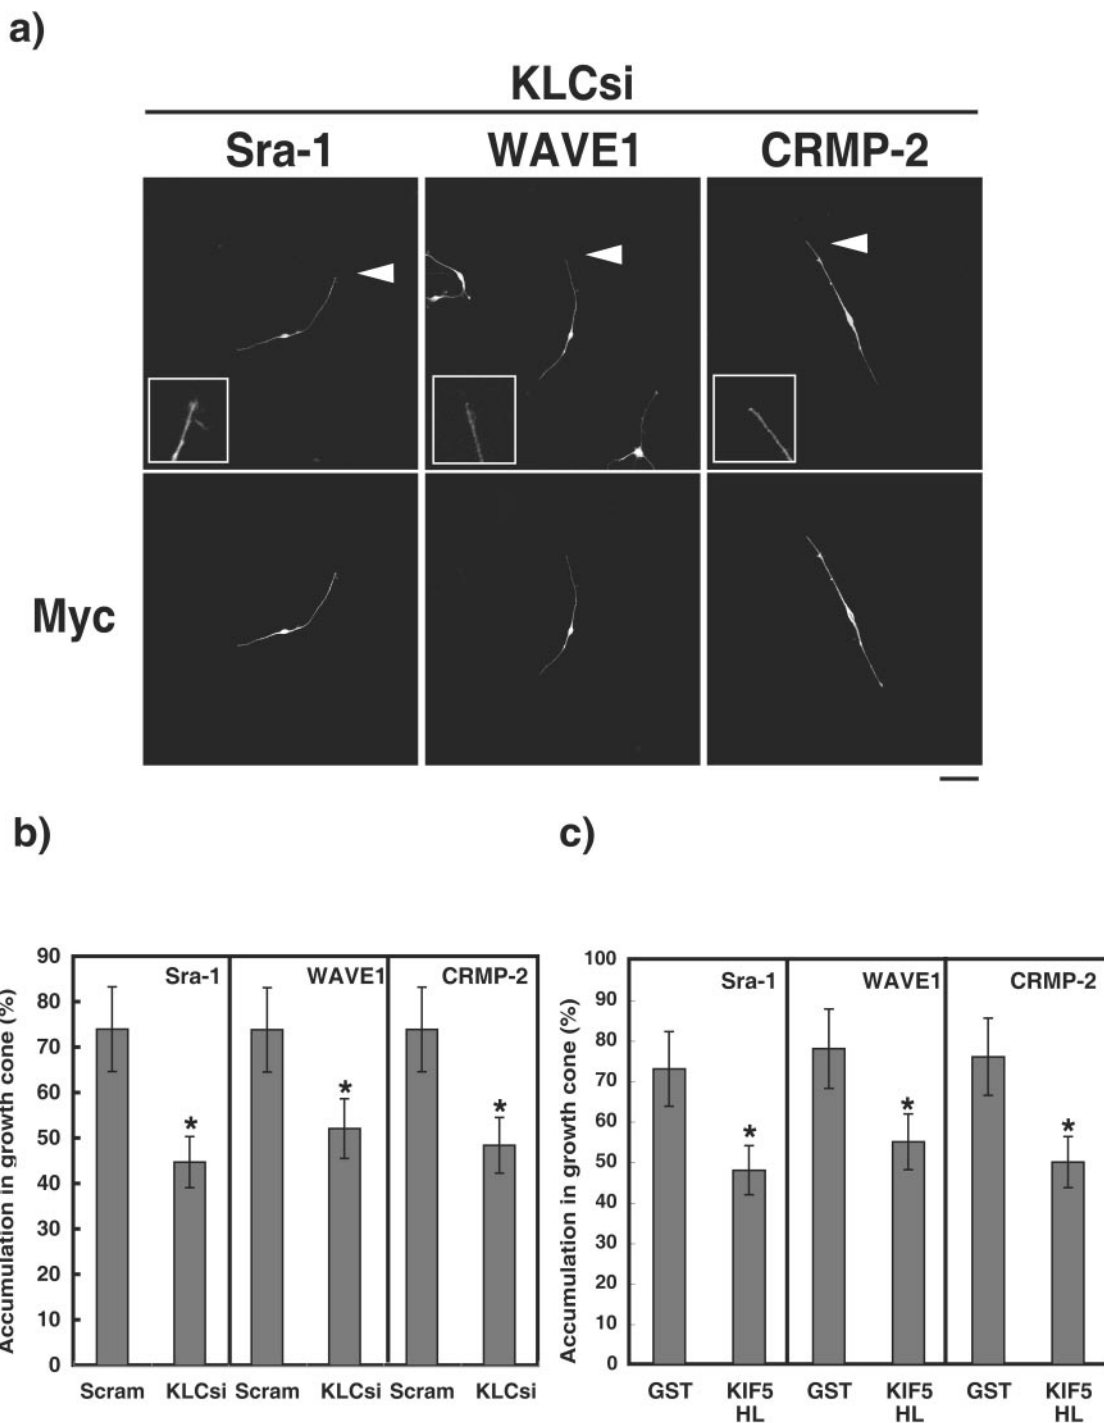 a)
KLCsi
Sra-1 WAVE1 CRMP-2
Myc
b)
Accumulation in growth cone (%)
90
80
70
60
50
40
30
20
10
0
Sra-1 WAVE1 CRMP-2
* * *
Scram KLCsi Scram KLCsi Scram KLCsi
c)
Accumulation in growth cone (%)
100
90
80
70
60
50
40
30
20
10
0
Sra-1 WAVE1 CRMP-2
* * *
GST KIF5 GST KIF5 GST KIF5
HL HL HL